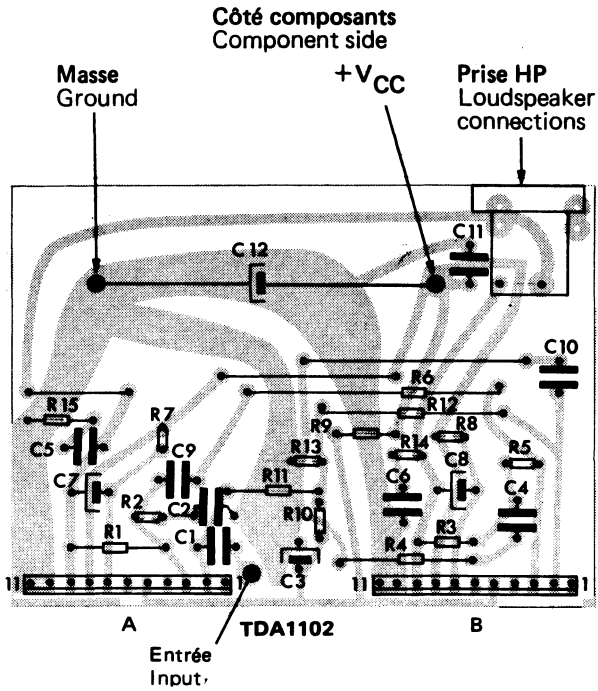 Côté composants
Component side
+VCC
Masse
Ground
Prise HP
Loudspeaker
connections
C11
C12
C10
R6
R15
R12
R7
R9
R8
C5
R13
R14
R5
C9
C7
R11
C6
C8
C4
R2
C2
R10
R1
C1
R3
R4
C3
11
1
11
1
A
TDA1102
B
Entrée
Input,